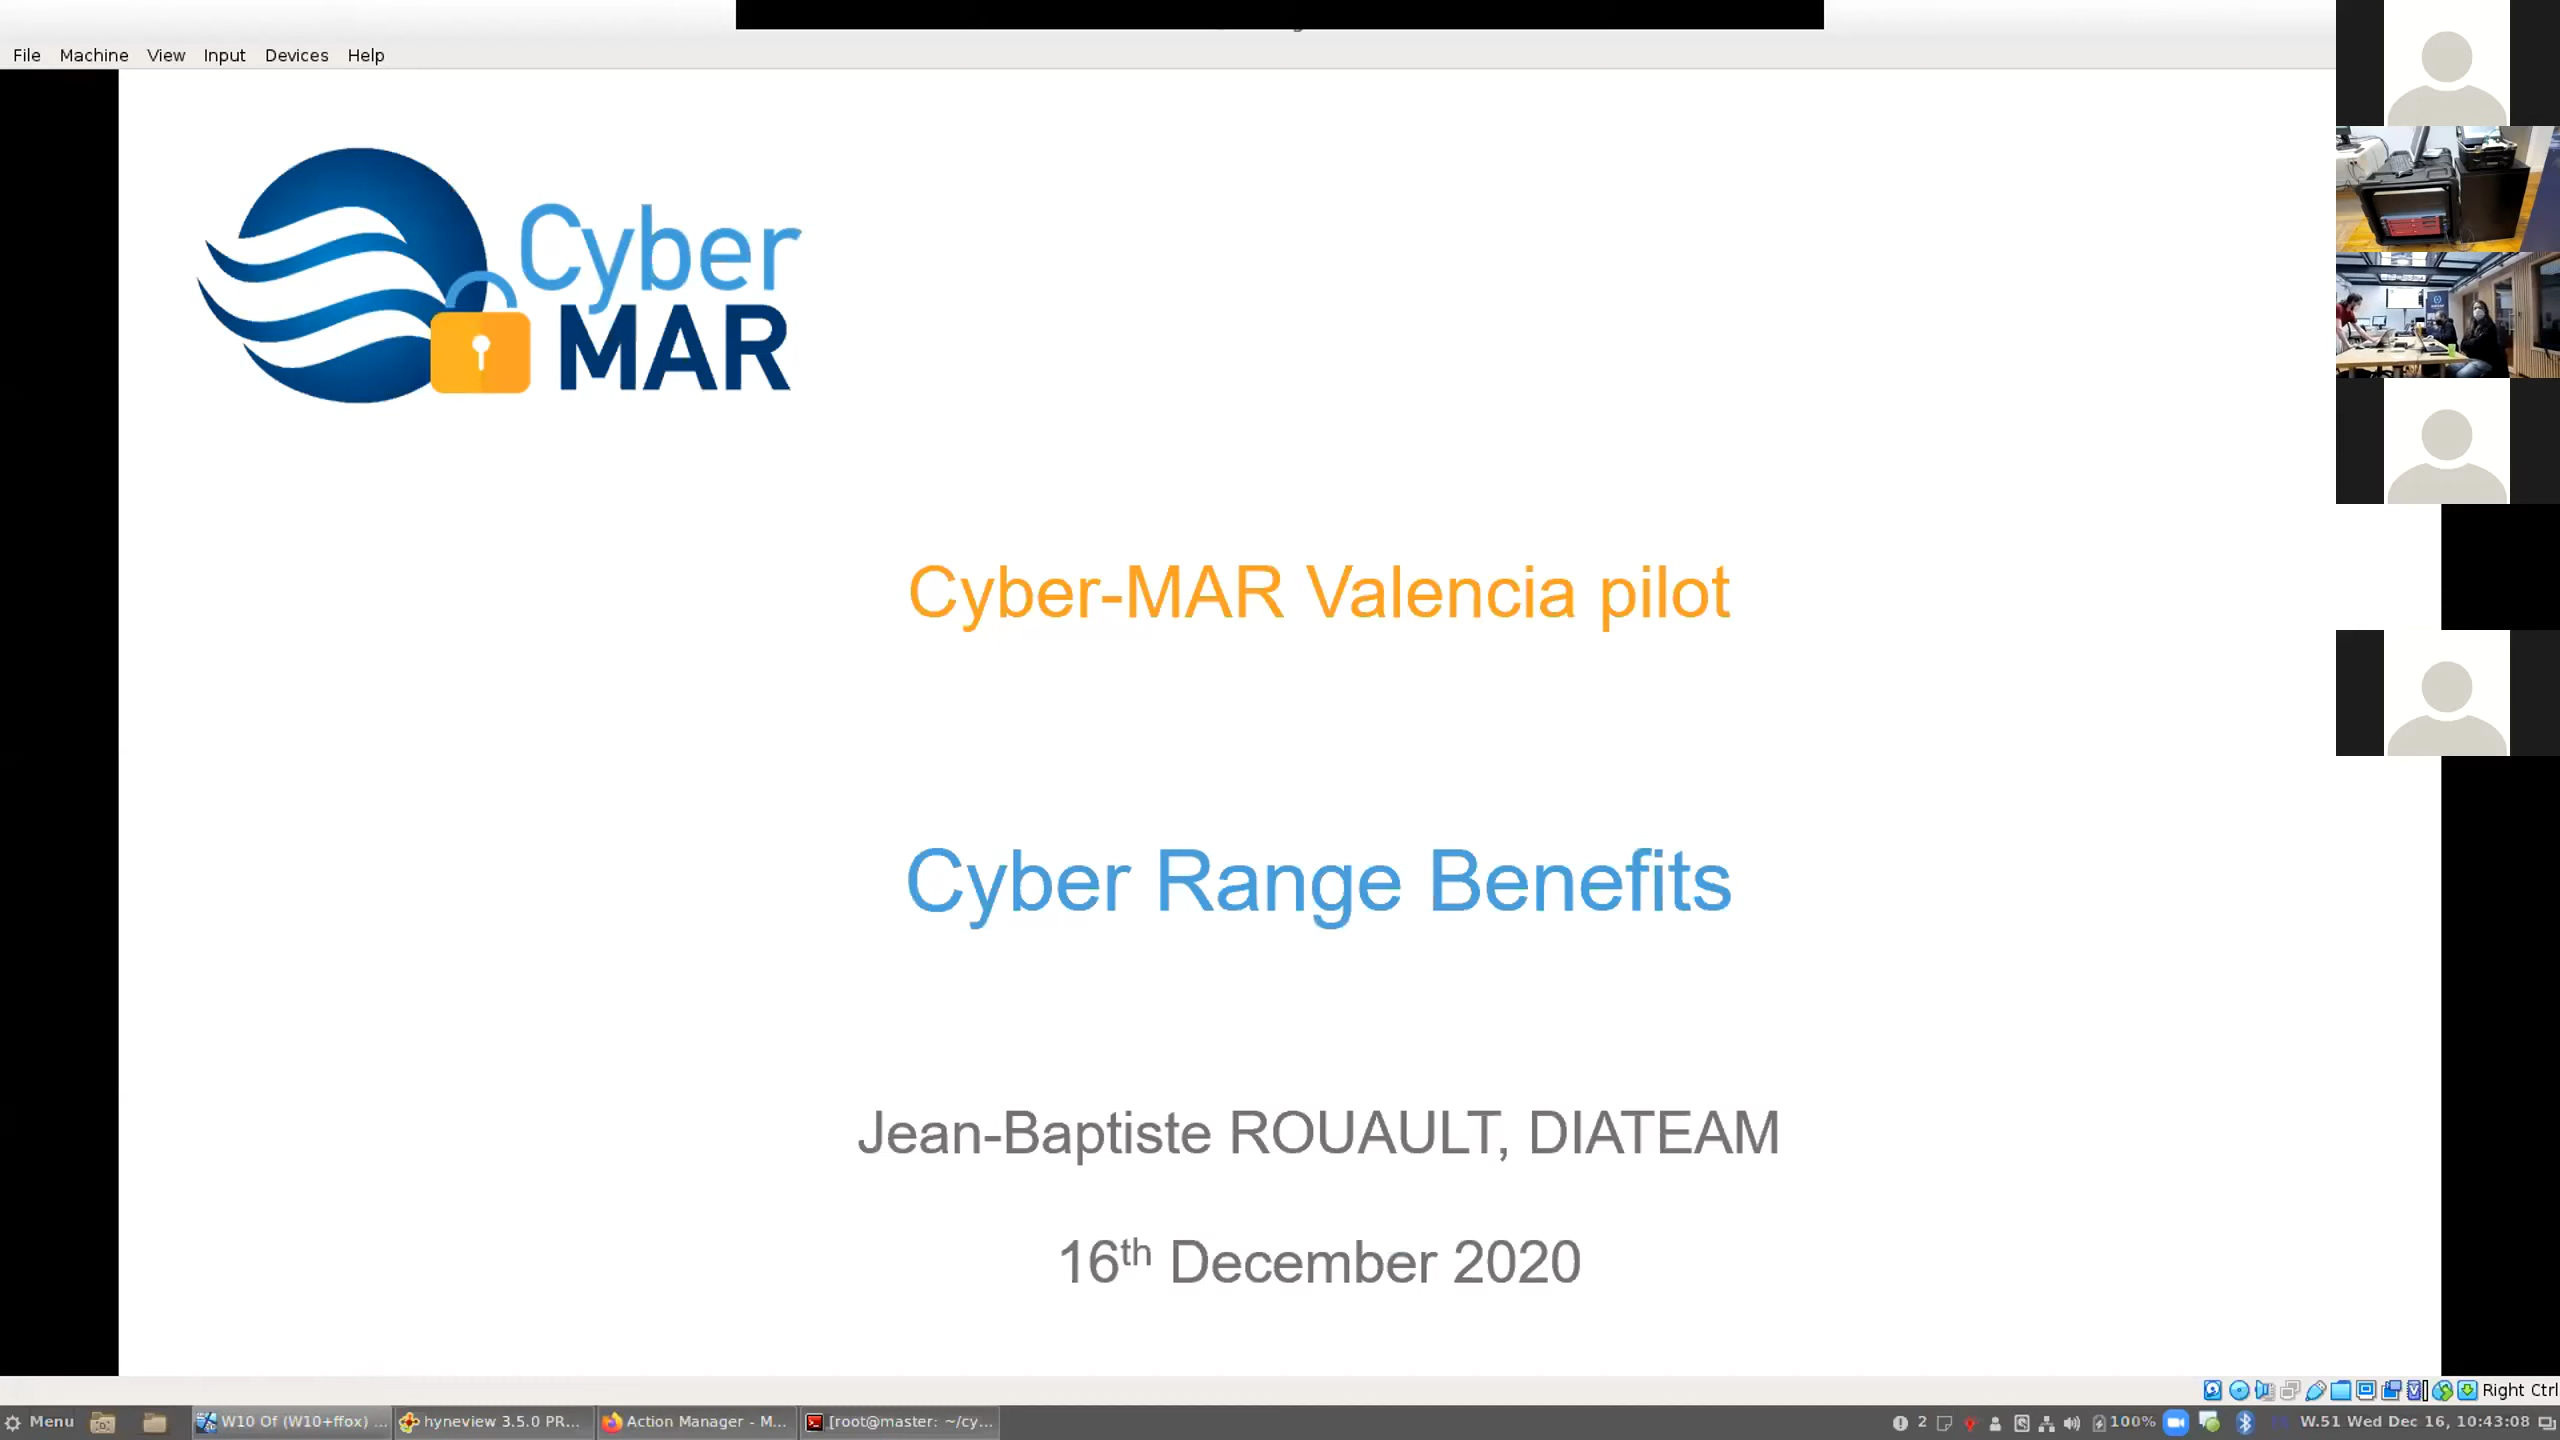 File Machine View Input Devices Help
Cyber
MAR
Cyber-MAR Valencia pilot
Cyber Range Benefits
Jean-Baptiste ROUAULT, DIATEAM
16th December 2020
Right Ctrl
Menu W10 Of (W10+ffox) ... hyneview 3.5.0 PR... Action Manager - M... [root@master: ~/cy... 2 100% W.51 Wed Dec 16, 10:43:08